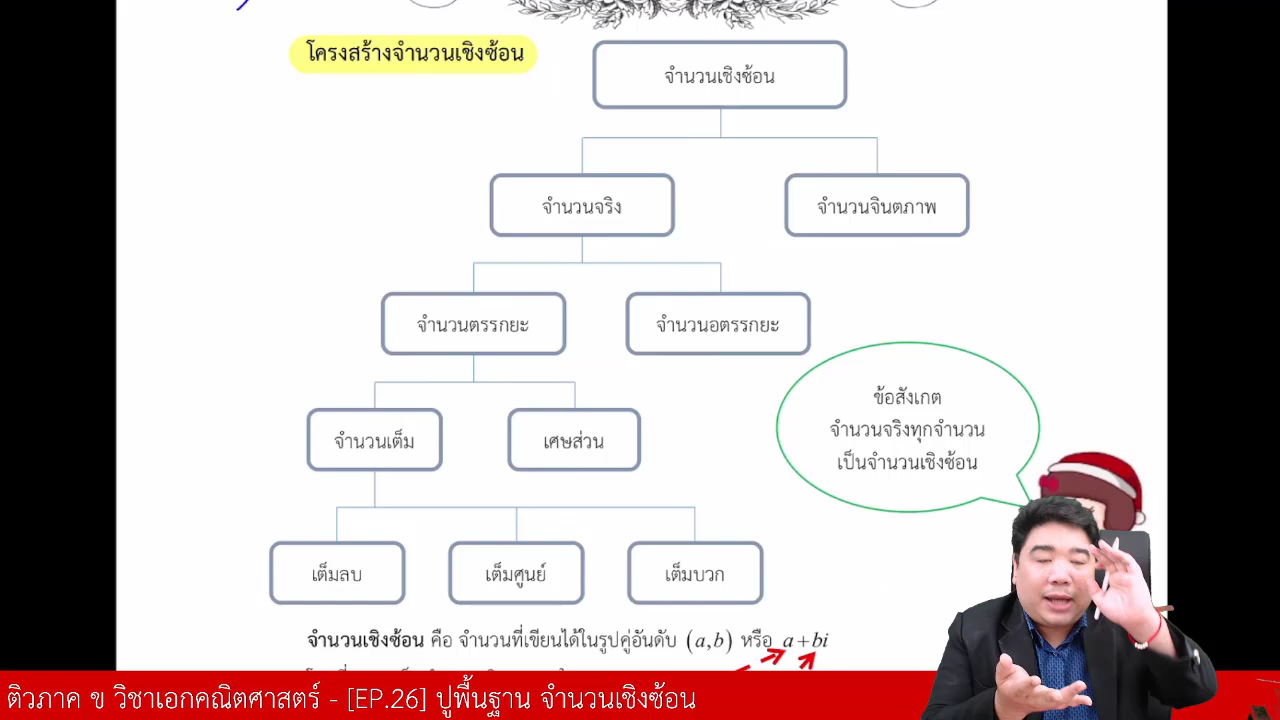 โครงสร้างจำนวนเชิงซ้อน
จำนวนเชิงซ้อน
จำนวนจริง
จำนวนจินตภาพ
จำนวนตรรกยะ
จำนวนอตรรกยะ
จำนวนเต็ม
เศษส่วน
ข้อสังเกต
จำนวนจริงทุกจำนวน
เป็นจำนวนเชิงซ้อน
เต็มลบ
เต็มศูนย์
เต็มบวก
จำนวนเชิงซ้อน คือ จำนวนที่เขียนได้ในรูปคู่อันดับ (a,b) หรือ a+bi
ติวภาค ข วิชาเอกคณิตศาสตร์ - [EP.26] ปูพื้นฐาน จำนวนเชิงซ้อน